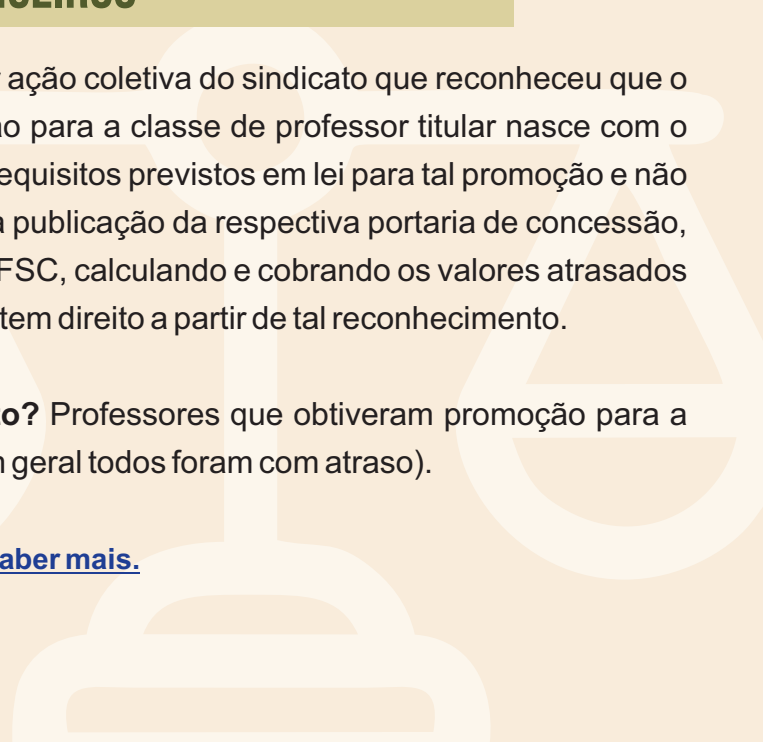 ação coletiva do sindicato que reconheceu que o
para a classe de professor titular nasce com o
previstos em lei para tal promoção e não
publicação da respectiva portaria de concessão,
FSC, calculando e cobrando os valores atrasados
tem direito a partir de tal reconhecimento.
to? Professores que obtiveram promoção para a
geral todos foram com atraso).
aber mais.